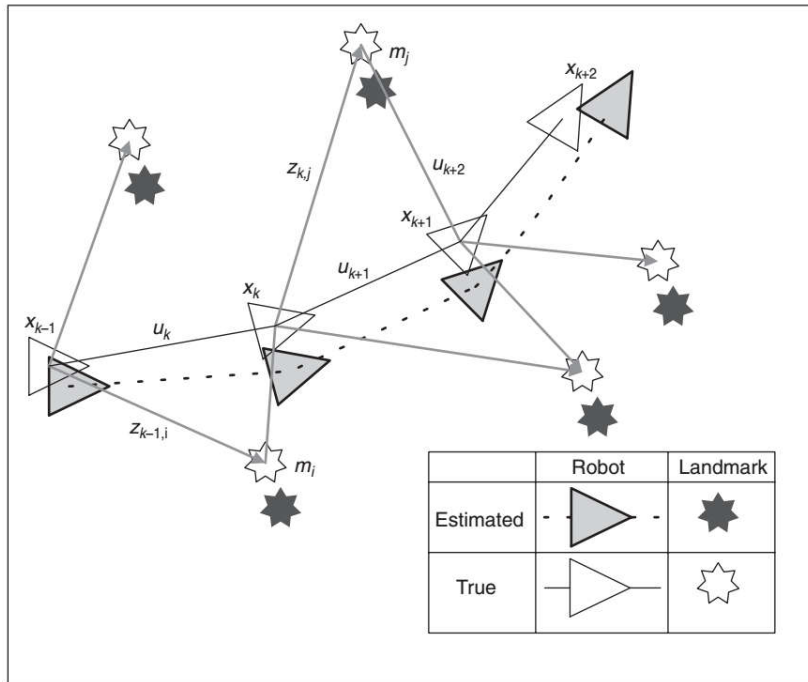 m_j
x_{k+2}
z_{k,j}
u_{k+2}
x_{k+1}
u_{k+1}
x_k
x_{k−1}
u_k
z_{k−1,i}
m_i
Robot Landmark
Estimated
True